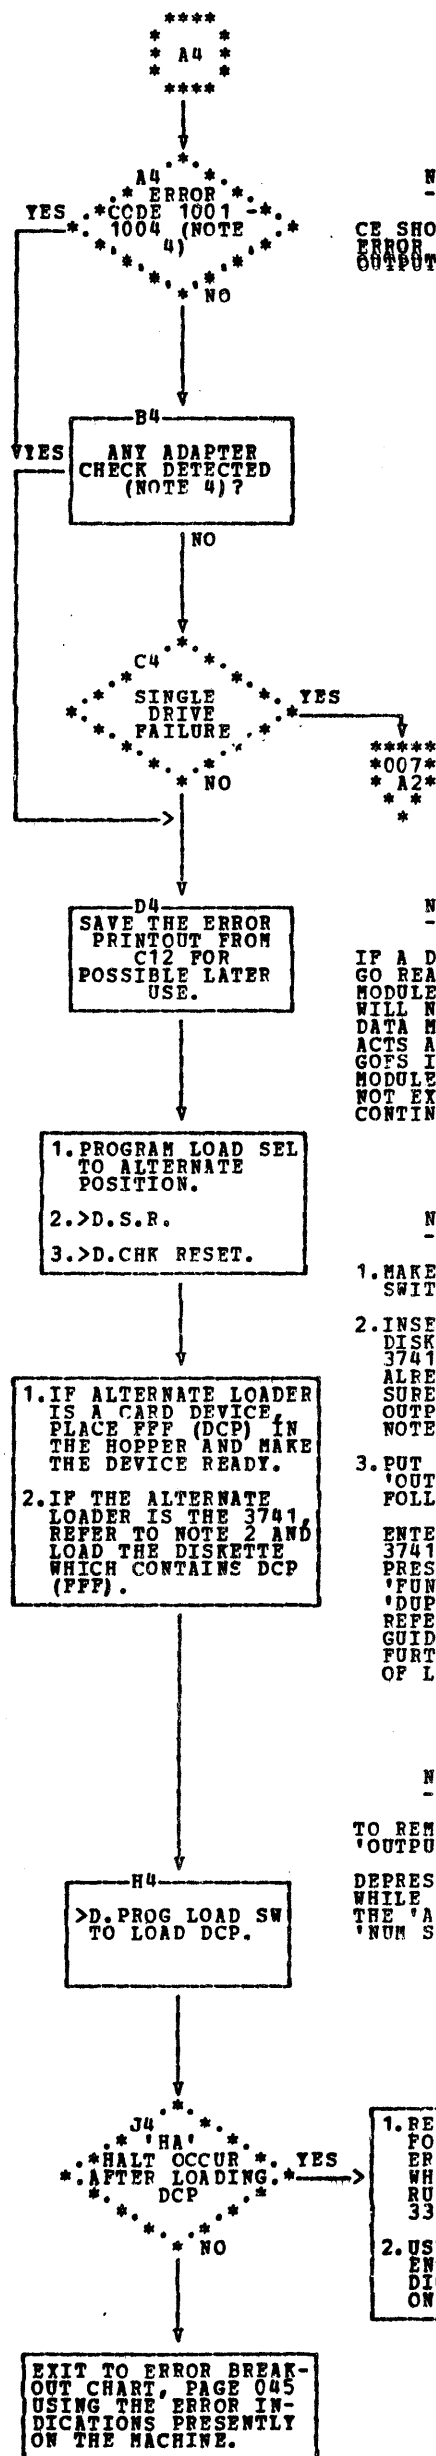 A4
A4
ERROR
CODE 1001 -
1004 (NOTE
4)
YES
NO
N
-
CE SHO
ERROR
OUTPUT
B4
YES
ANY ADAPTER
CHECK DETECTED
(NOTE 4)?
NO
C4
SINGLE
DRIVE
FAILURE
YES
NO
*****
*007*
* A2*
* *
*
D4
SAVE THE ERROR
PRINTOUT FROM
C12 FOR
POSSIBLE LATER
USE.
N
-
IF A D
GO REA
MODULE
WILL N
DATA M
ACTS A
GOES I
MODULE
NOT EX
CONTIN
1.PROGRAM LOAD SEL
TO ALTERNATE
POSITION.
2.>D.S.R.
3.>D.CHK RESET.
N
-
1.MAKE
SWIT
2.INSE
DISK
3741
ALRE
SURE
OUTP
NOTE
3.PUT
'OUT
FOLL
ENTE
3741
PRES
'FUN
'DUP
REFE
GUID
FURT
OF L
1.IF ALTERNATE LOADER
IS A CARD DEVICE,
PLACE FFF (DCP) IN
THE HOPPER AND MAKE
THE DEVICE READY.
2.IF THE ALTERNATE
LOADER IS THE 3741,
REFER TO NOTE 2 AND
LOAD THE DISKETTE
WHICH CONTAINS DCP
(FFF).
N
-
TO REM
'OUTPU
DEPRES
WHILE
THE 'A
'NUM S
H4
>D.PROG LOAD SW
TO LOAD DCP.
J4
'HA'
HALT OCCUR
AFTER LOADING
DCP
YES
NO
1.RE
FO
ER
WH
RU
33
2.US
EN
DI
ON
EXIT TO ERROR BREAK-
OUT CHART, PAGE 045
USING THE ERROR IN-
DICATIONS PRESENTLY
ON THE MACHINE.